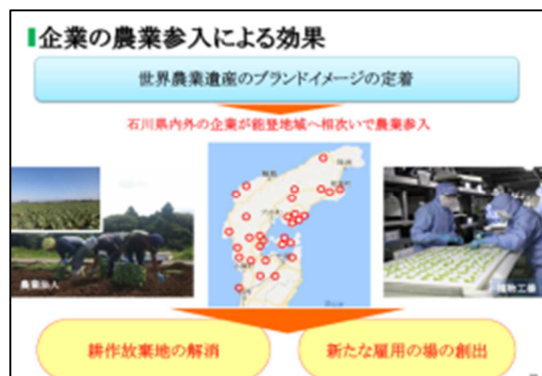 企業の農業参入による効果
世界農業遺産のブランドイメージの定着
石川県内外の企業が能登地域へ相次いで農業参入
農業法人
植物工場
耕作放棄地の解消
新たな雇用の場の創出